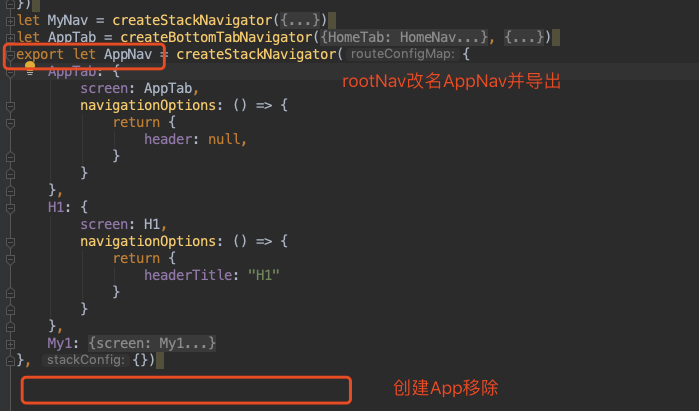 })
let MyNav = createStackNavigator({...})
let AppTab = createBottomTabNavigator({HomeTab: HomeNav...}, {...})
export let AppNav = createStackNavigator( routeConfigMap: {
AppTab: {
rootNav改名AppNav并导出
screen: AppTab,
navigationOptions: () => {
return {
header: null,
}
}
},
H1: {
screen: H1,
navigationOptions: () => {
return {
headerTitle: "H1"
}
}
},
My1: {screen: My1...}
}, stackConfig: {})
创建App移除